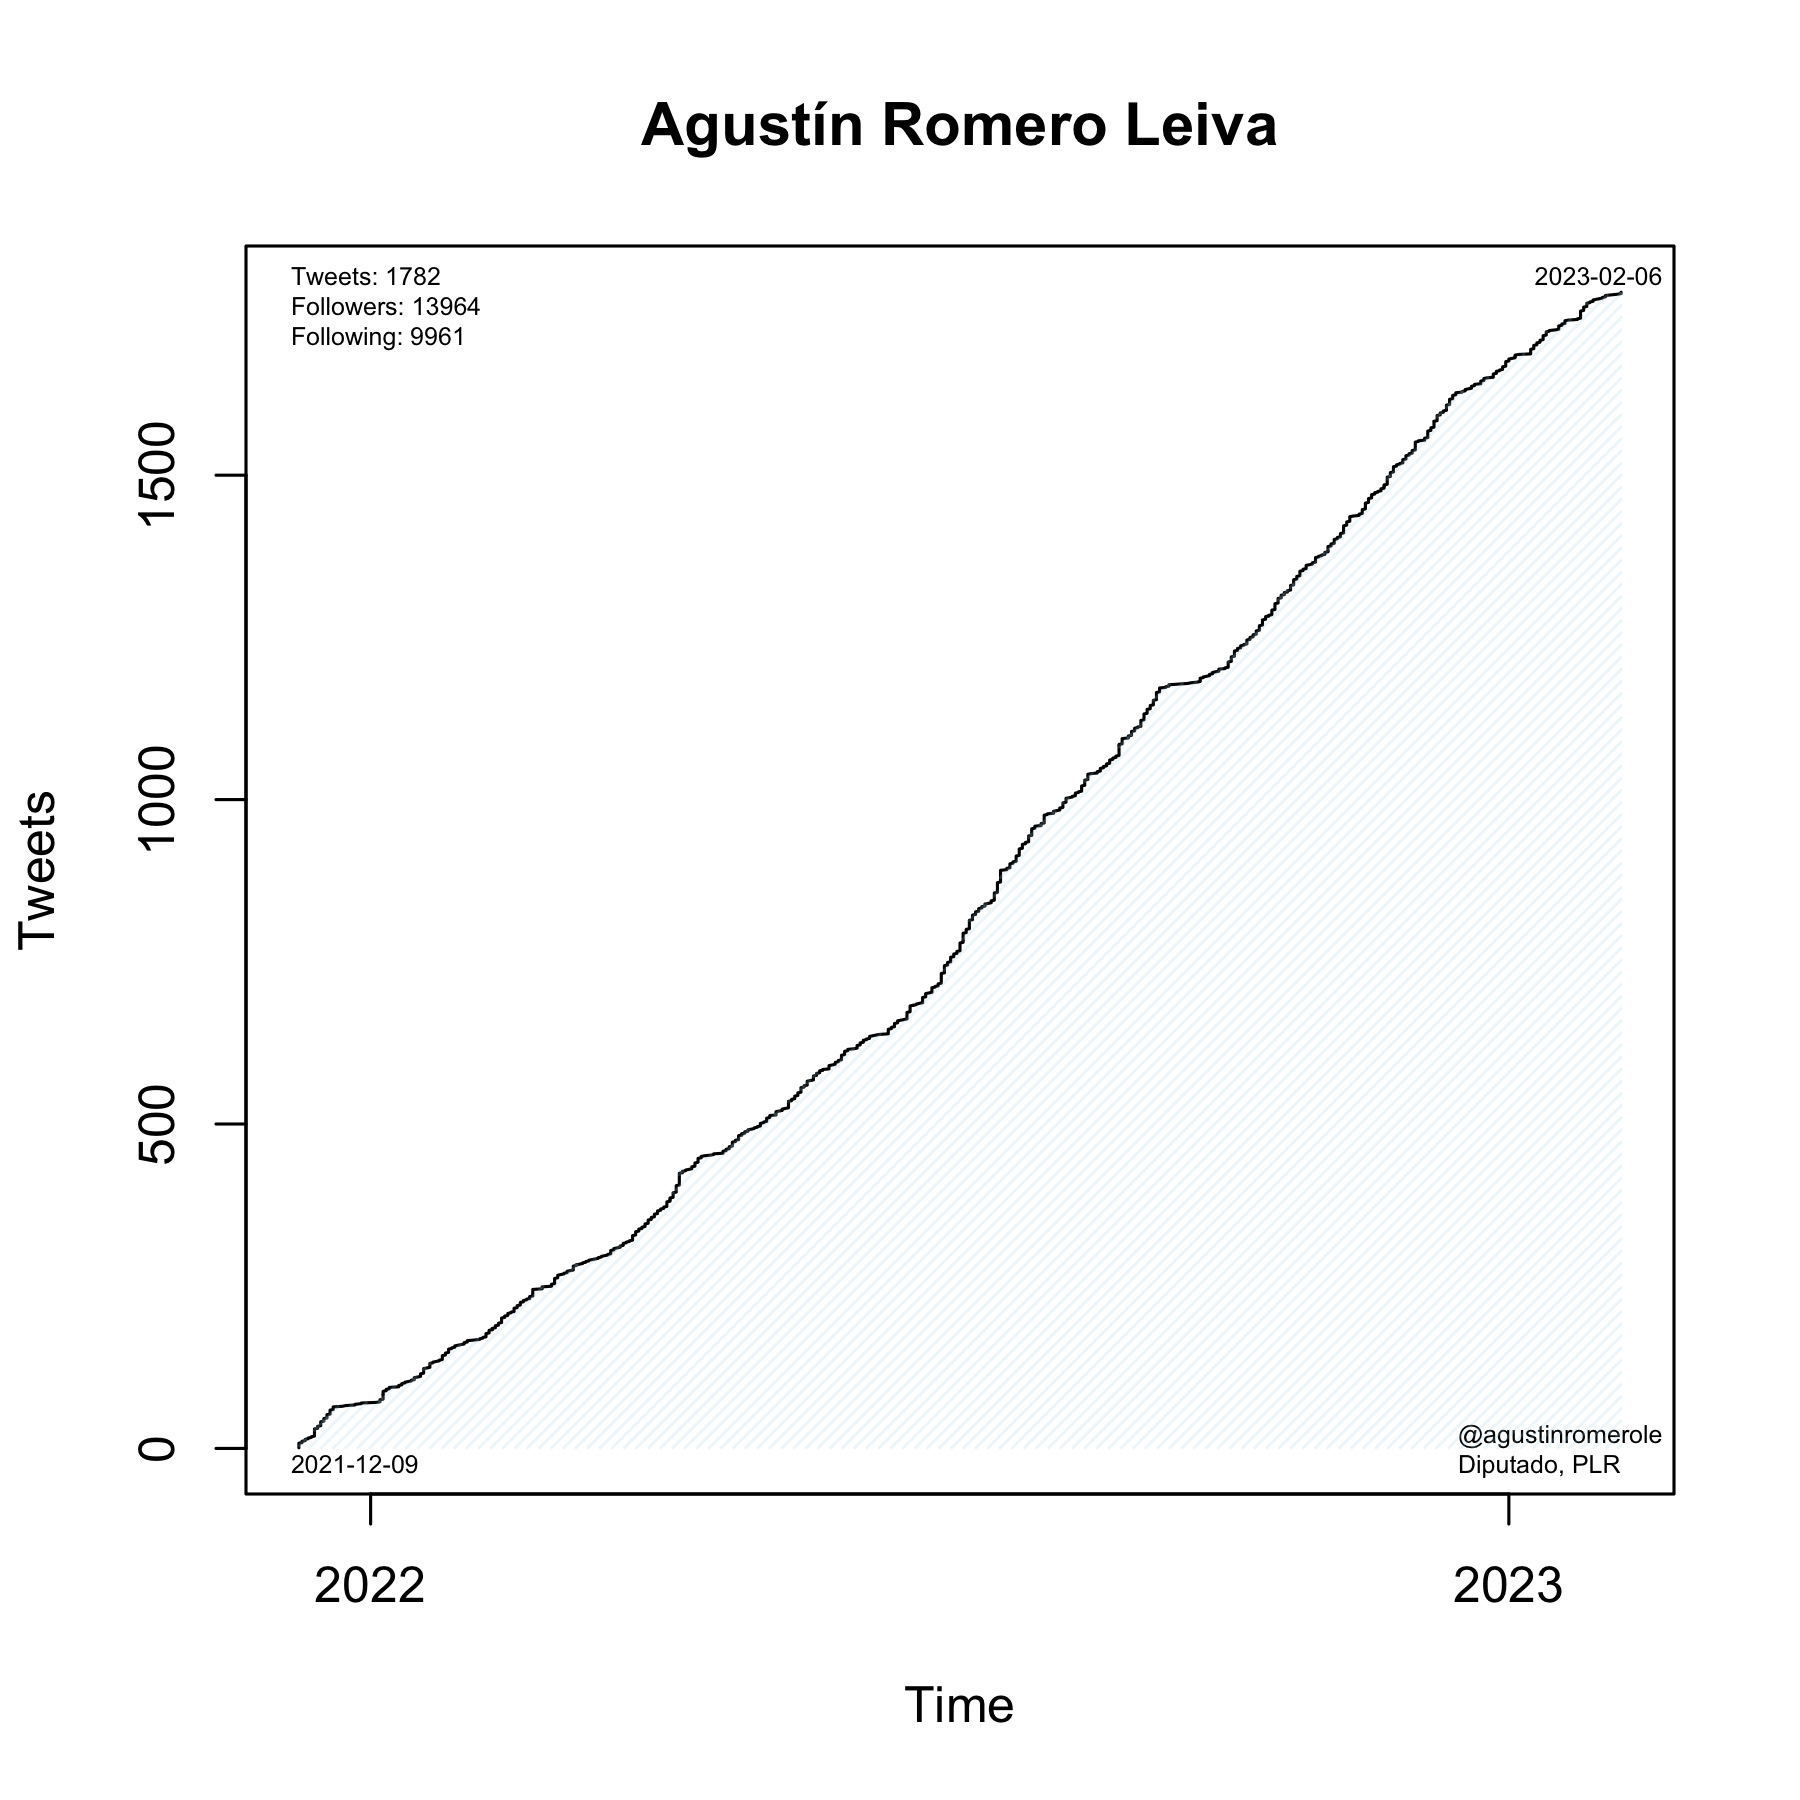 Agustín Romero Leiva
Tweets: 1782
Followers: 13964
Following: 9961
2023-02-06
1500
1000
500
0
Tweets
@agustinromerole
Diputado, PLR
2021-12-09
2022
2023
Time